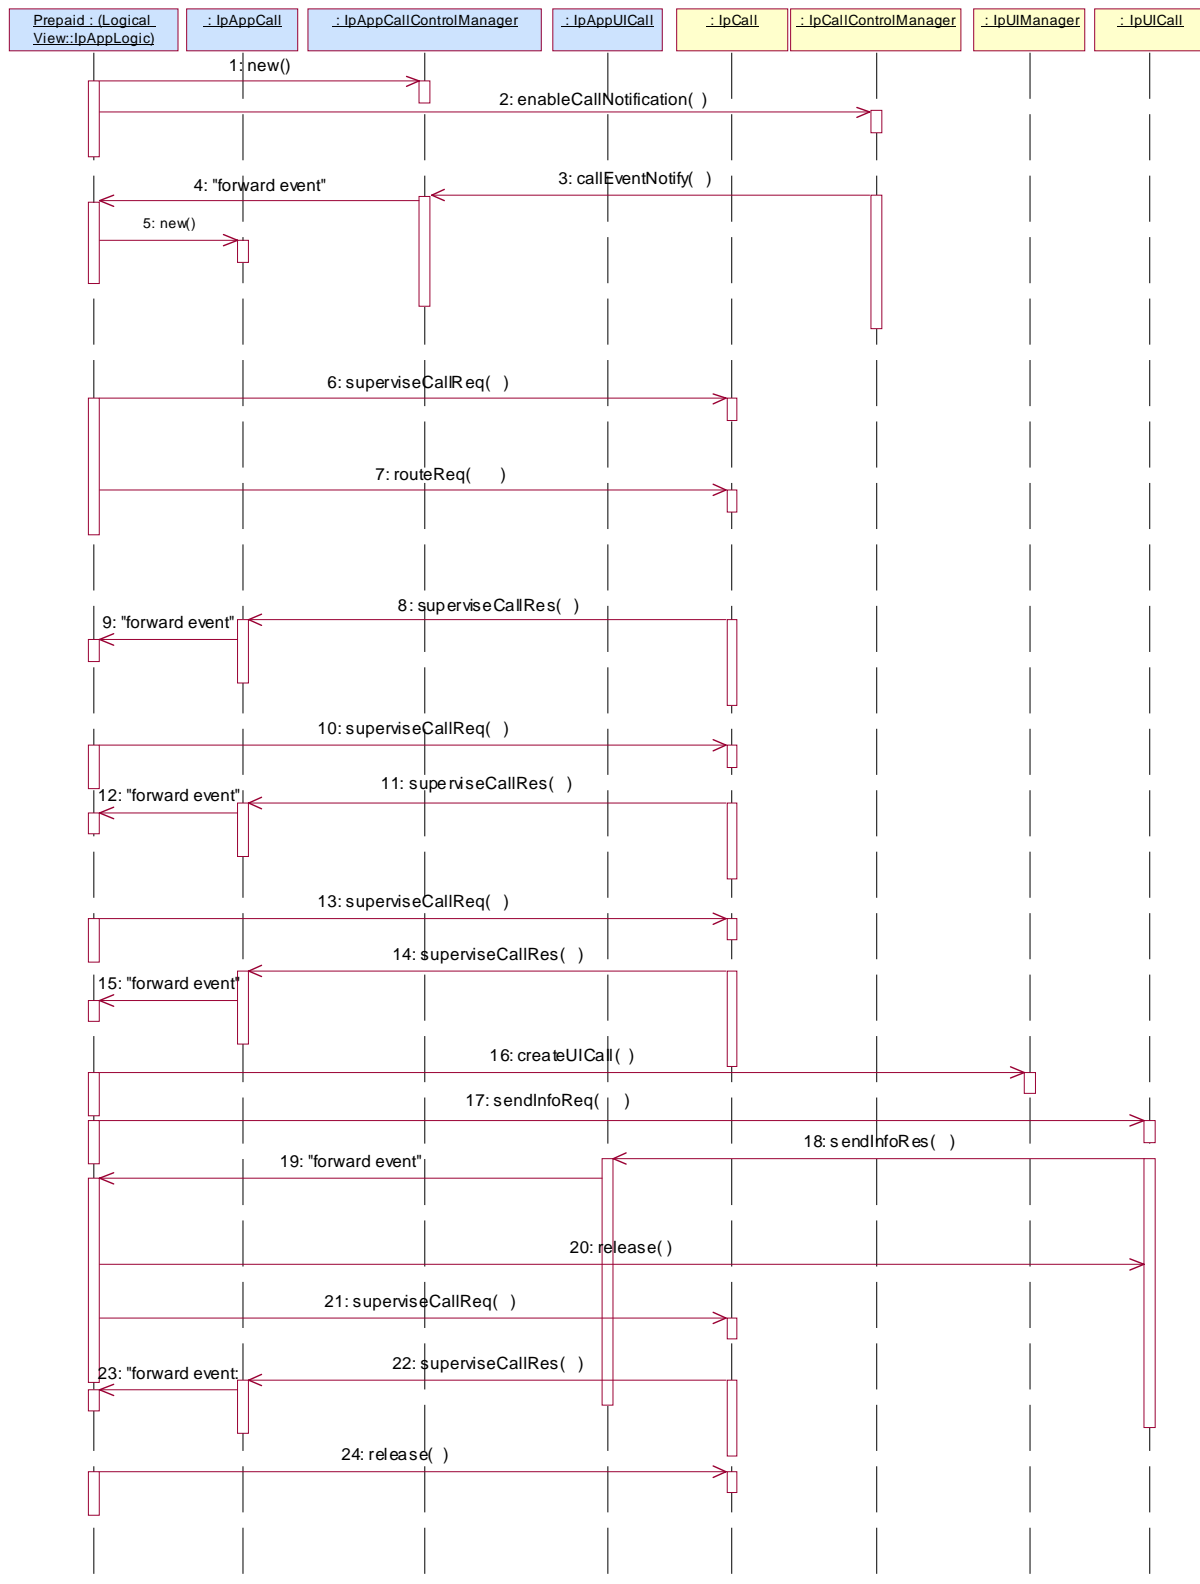 Prepaid : (Logical
View::IpAppLogic)
: IpAppCall
: IpAppCallControlManager
: IpAppUICall
: IpCall
: IpCallControlManager
: IpUIManager
: IpUICall
1: new()
2: enableCallNotification( )
3: callEventNotify( )
4: "forward event"
5: new()
6: superviseCallReq( )
7: routeReq( )
8: superviseCallRes( )
9: "forward event"
10: superviseCallReq( )
11: superviseCallRes( )
12: "forward event"
13: superviseCallReq( )
14: superviseCallRes( )
15: "forward event"
16: createUICall( )
17: sendInfoReq( )
18: sendInfoRes( )
19: "forward event"
20: release( )
21: superviseCallReq( )
22: superviseCallRes( )
23: "forward event:
24: release( )